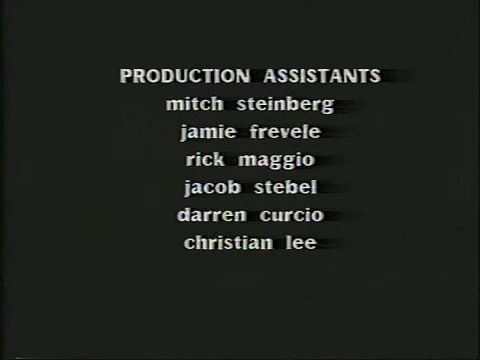 PRODUCTION ASSISTANTS
mitch steinberg
jamie frevele
rick maggio
jacob stebel
darren curcio
christian lee